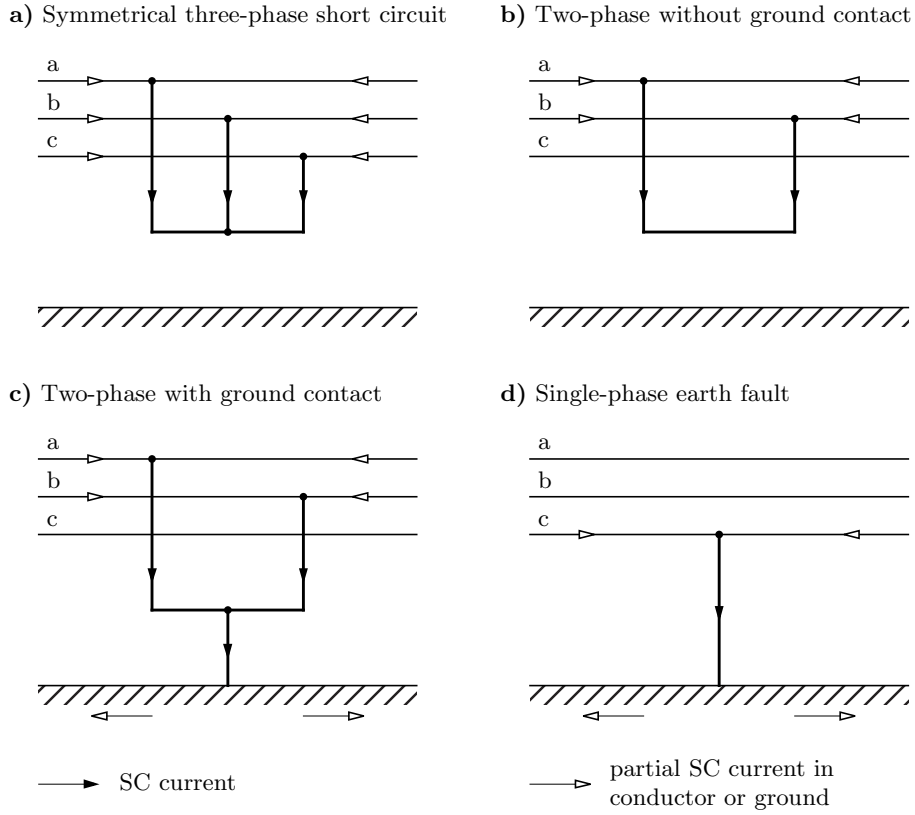 a) Symmetrical three-phase short circuit
a
b
c
b) Two-phase without ground contact
a
b
c
c) Two-phase with ground contact
a
b
c
d) Single-phase earth fault
a
b
c
SC current
partial SC current in
conductor or ground